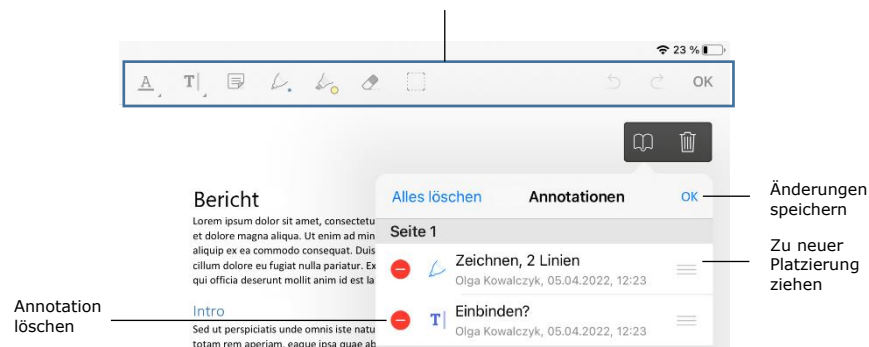 23 %
A T OK
Bericht
Lorem ipsum dolor sit amet, consectetu
et dolore magna aliqua. Ut enim ad min
aliquip ex ea commodo consequat. Duis
cillum dolore eu fugiat nulla pariatur. Ex
qui officia deserunt mollit anim id est la
Intro
Sed ut perspiciatis unde omnis iste natu
totam rem aperiam, eaque ipsa quae ab
Alles löschen Annotationen OK
Seite 1
Zeichnen, 2 Linien
Olga Kowalczyk, 05.04.2022, 12:23
T Einbinden?
Olga Kowalczyk, 05.04.2022, 12:23
Änderungen
speichern
Zu neuer
Platzierung
ziehen
Annotation
löschen